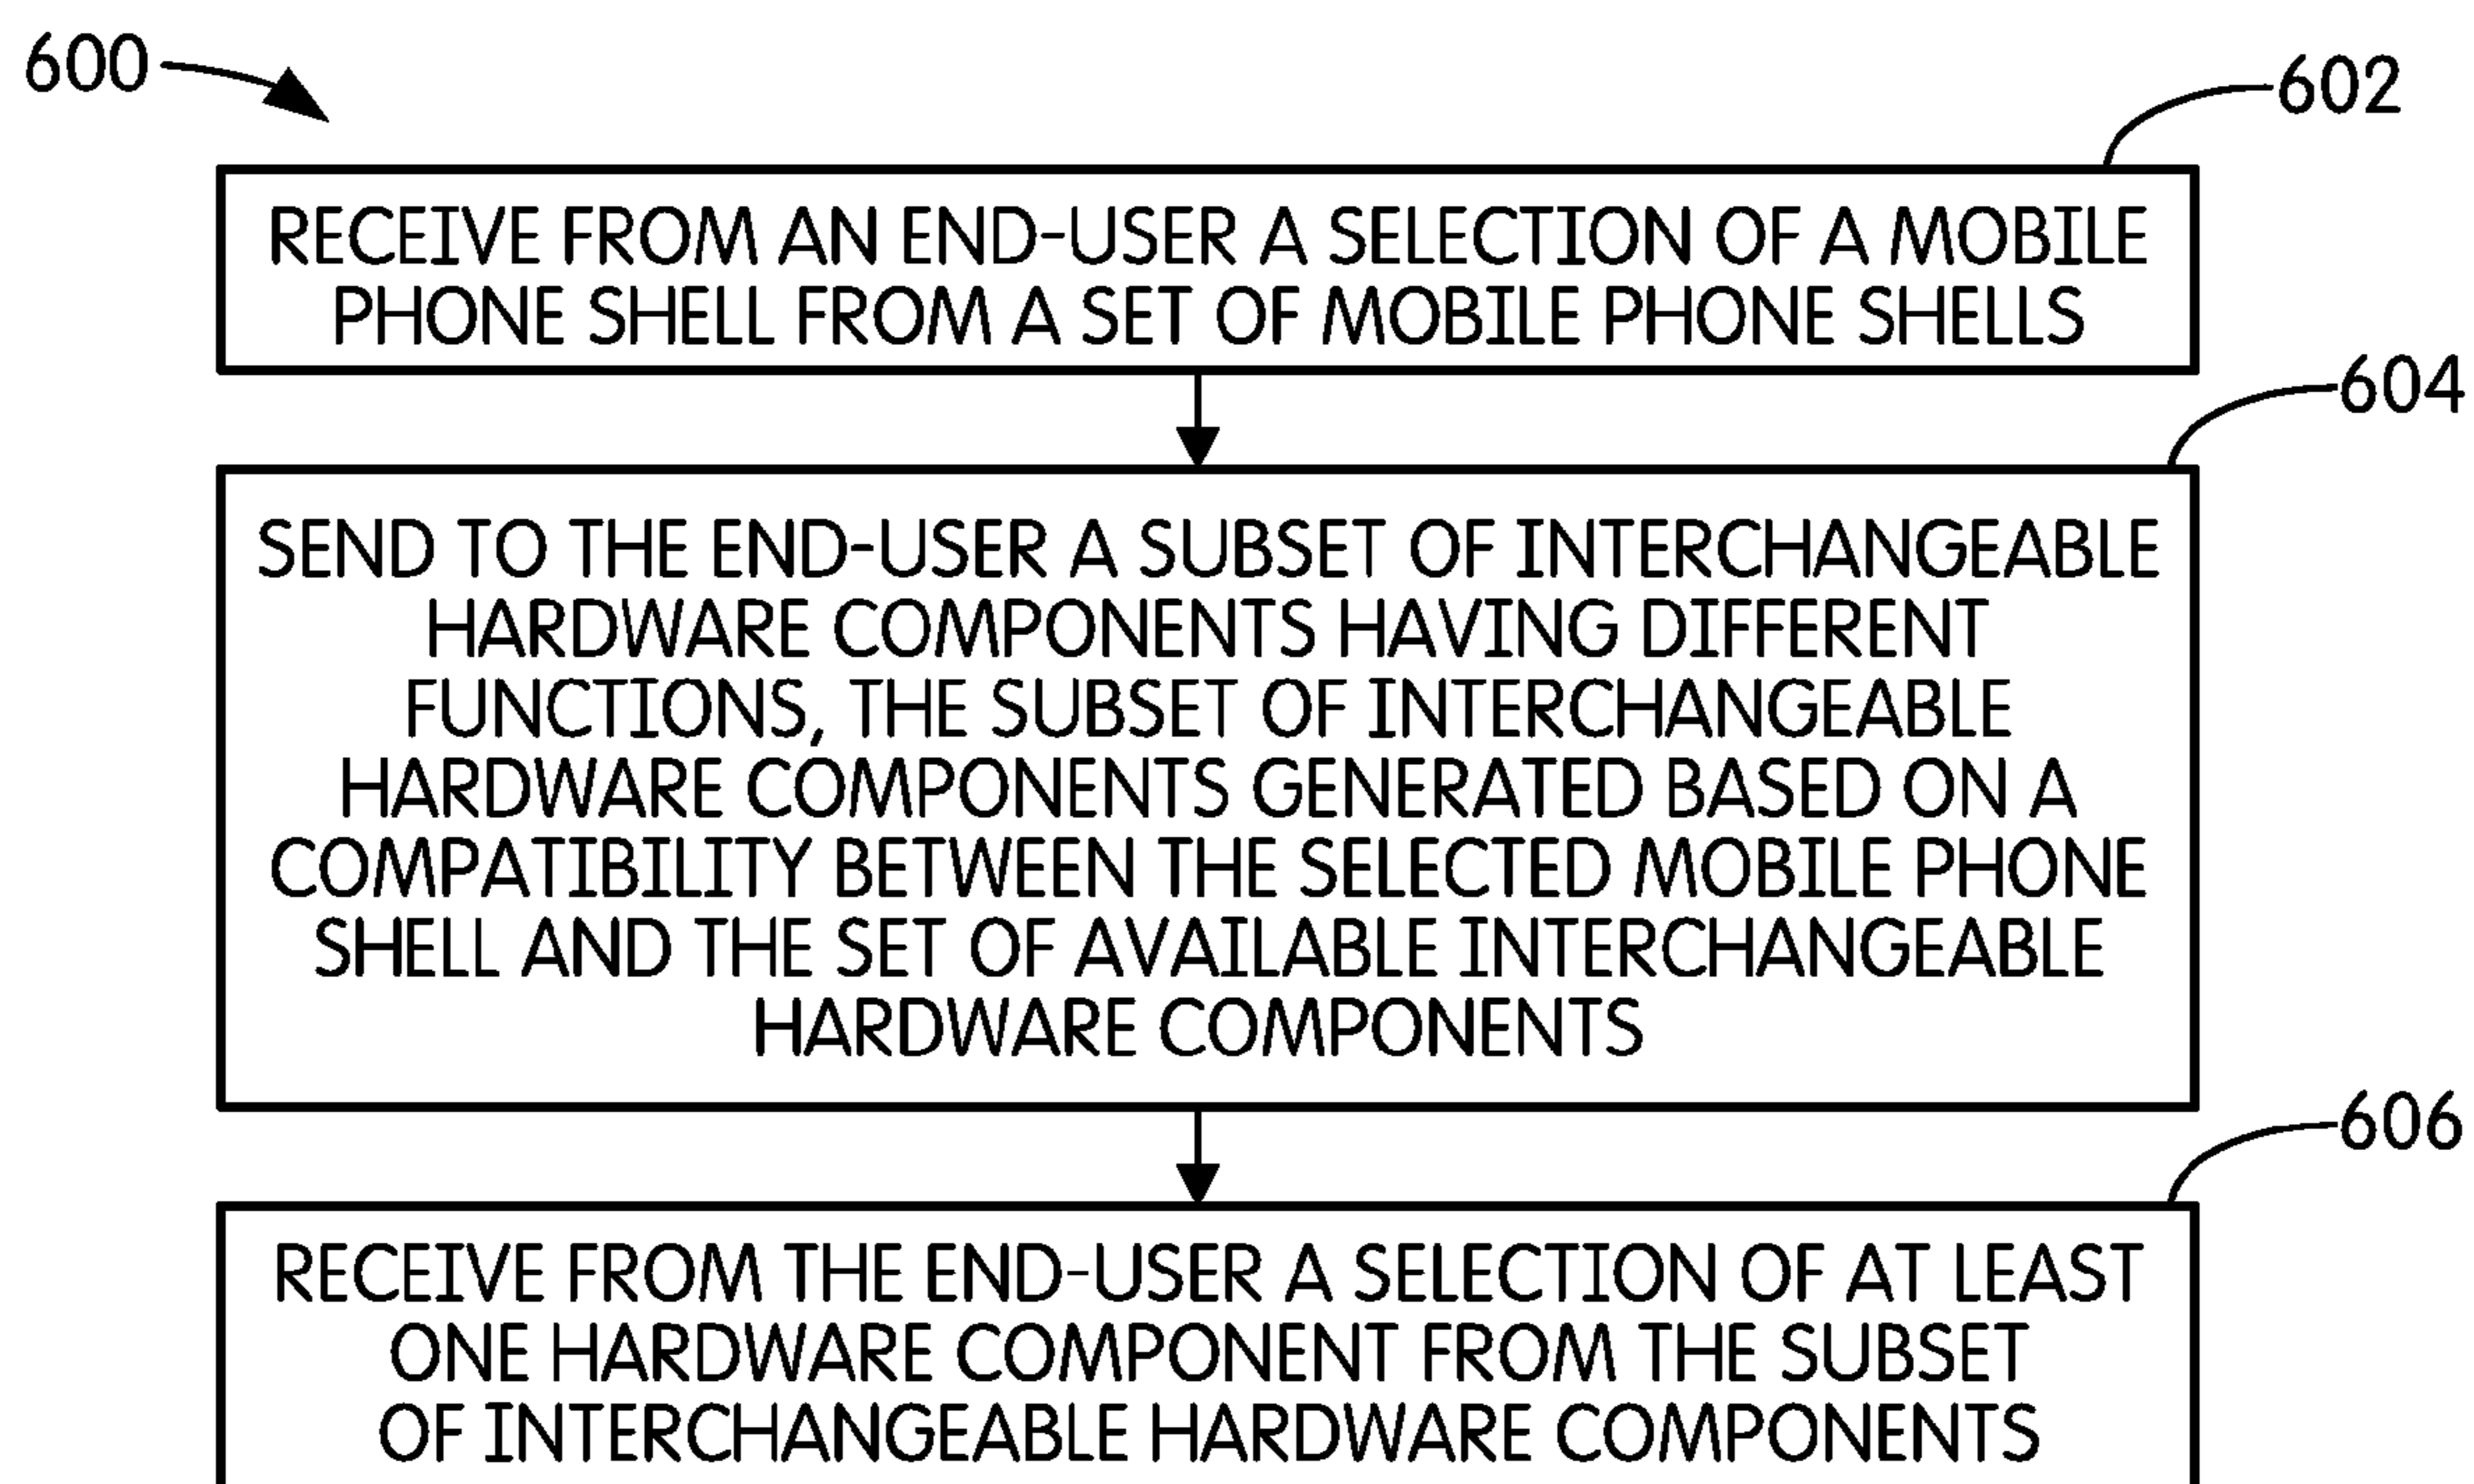 600
602
RECEIVE FROM AN END-USER A SELECTION OF A MOBILE
PHONE SHELL FROM A SET OF MOBILE PHONE SHELLS
604
SEND TO THE END-USER A SUBSET OF INTERCHANGEABLE
HARDWARE COMPONENTS HAVING DIFFERENT
FUNCTIONS, THE SUBSET OF INTERCHANGEABLE
HARDWARE COMPONENTS GENERATED BASED ON A
COMPATIBILITY BETWEEN THE SELECTED MOBILE PHONE
SHELL AND THE SET OF AVAILABLE INTERCHANGEABLE
HARDWARE COMPONENTS
606
RECEIVE FROM THE END-USER A SELECTION OF AT LEAST
ONE HARDWARE COMPONENT FROM THE SUBSET
OF INTERCHANGEABLE HARDWARE COMPONENTS